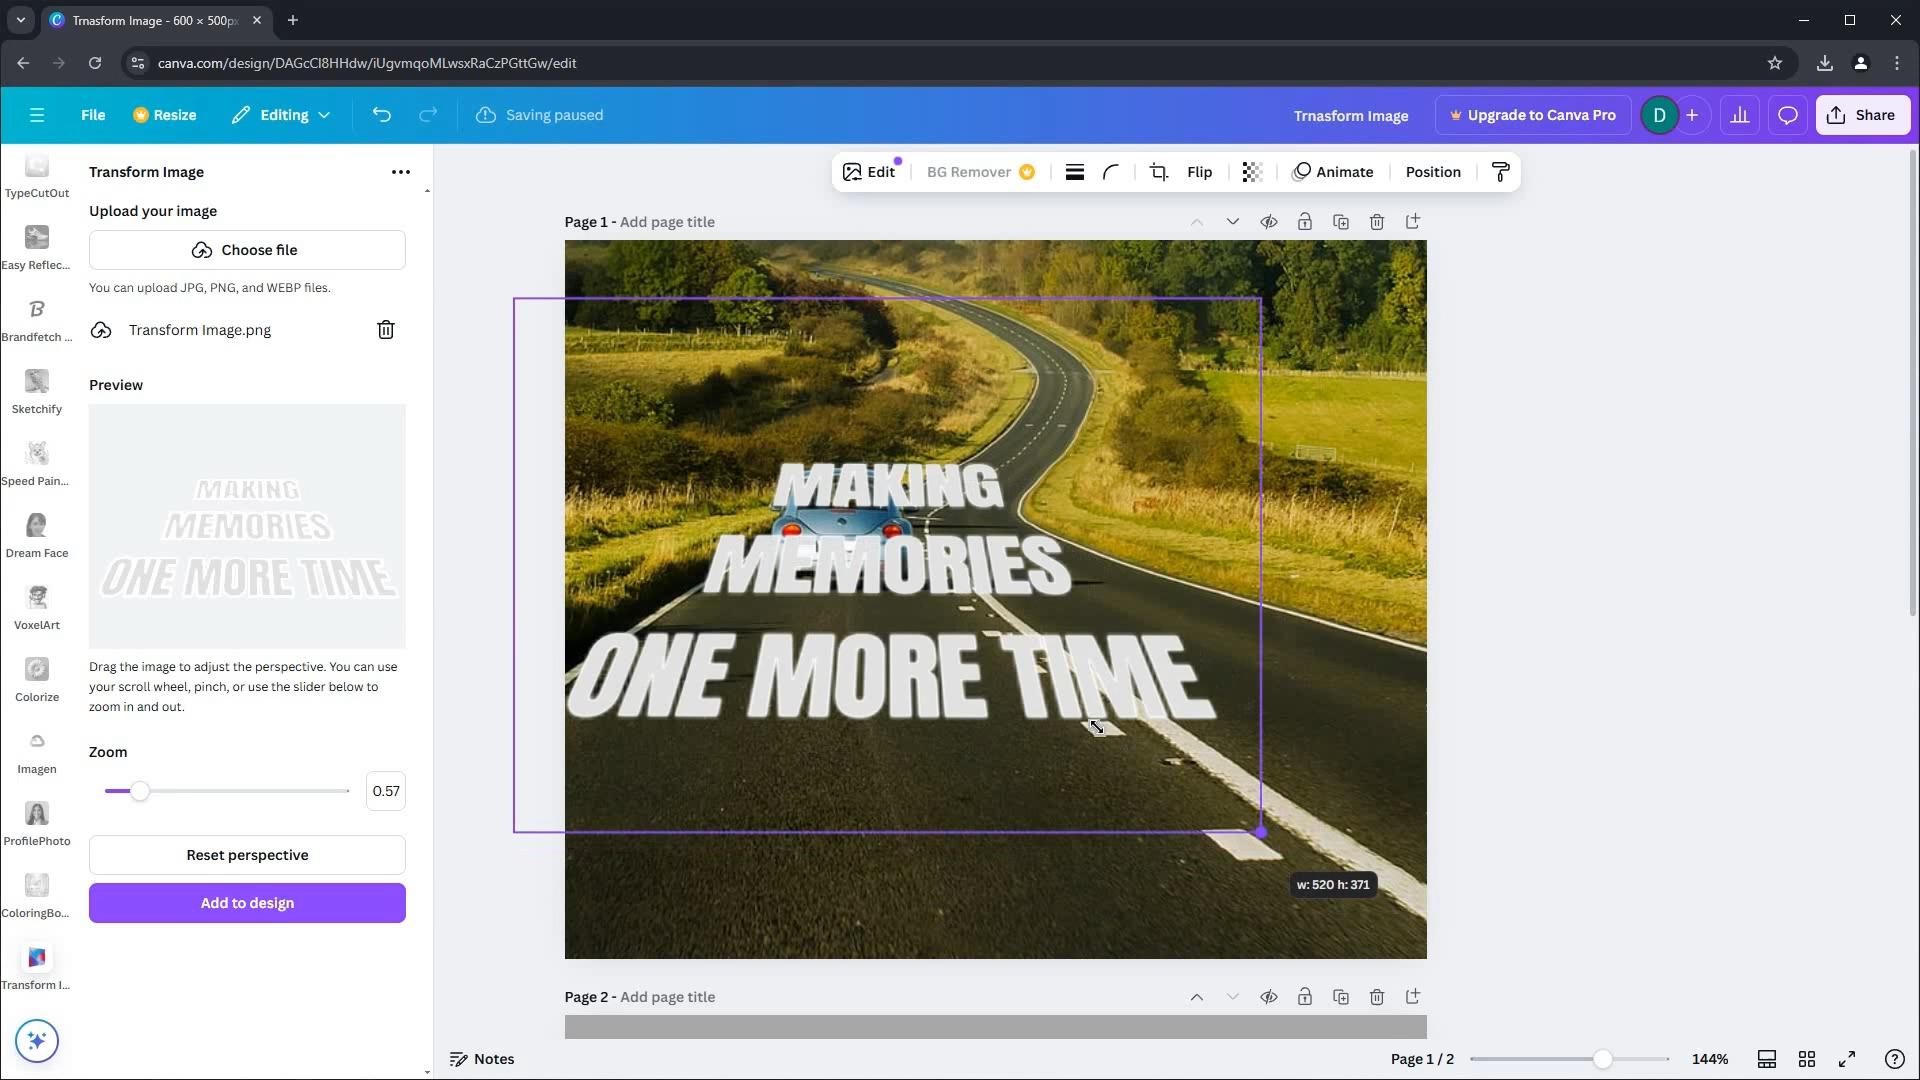 Trnasform Image - 600 × 500px
canva.com/design/DAGcCl8HHdw/iUgvmqoMLwsxRaCzPGttGw/edit
File
Resize
Editing
Saving paused
Trnasform Image
Upgrade to Canva Pro
D
Share
TypeCutOut
Easy Reflec...
Brandfetch ...
Sketchify
Speed Pain...
Dream Face
VoxelArt
Colorize
Imagen
ProfilePhoto
ColoringBo...
Transform I...
Transform Image
Upload your image
Choose file
You can upload JPG, PNG, and WEBP files.
Transform Image.png
Preview
MAKING
MEMORIES
ONE MORE TIME
Drag the image to adjust the perspective. You can use
your scroll wheel, pinch, or use the slider below to
zoom in and out.
Zoom
0.57
Reset perspective
Add to design
Edit
BG Remover
Flip
Animate
Position
Page 1 - Add page title
MAKING
MEMORIES
ONE MORE TIME
w: 520 h: 371
Page 2 - Add page title
Notes
Page 1 / 2
144%